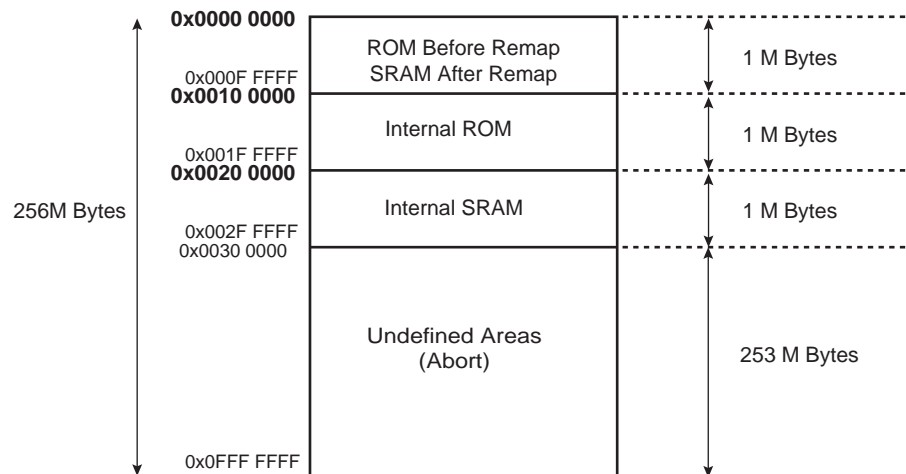 0x0000 0000
ROM Before Remap
SRAM After Remap
1 M Bytes
0x000F FFFF
0x0010 0000
Internal ROM
1 M Bytes
0x001F FFFF
0x0020 0000
256M Bytes
Internal SRAM
1 M Bytes
0x002F FFFF
0x0030 0000
Undefined Areas
(Abort)
253 M Bytes
0x0FFF FFFF